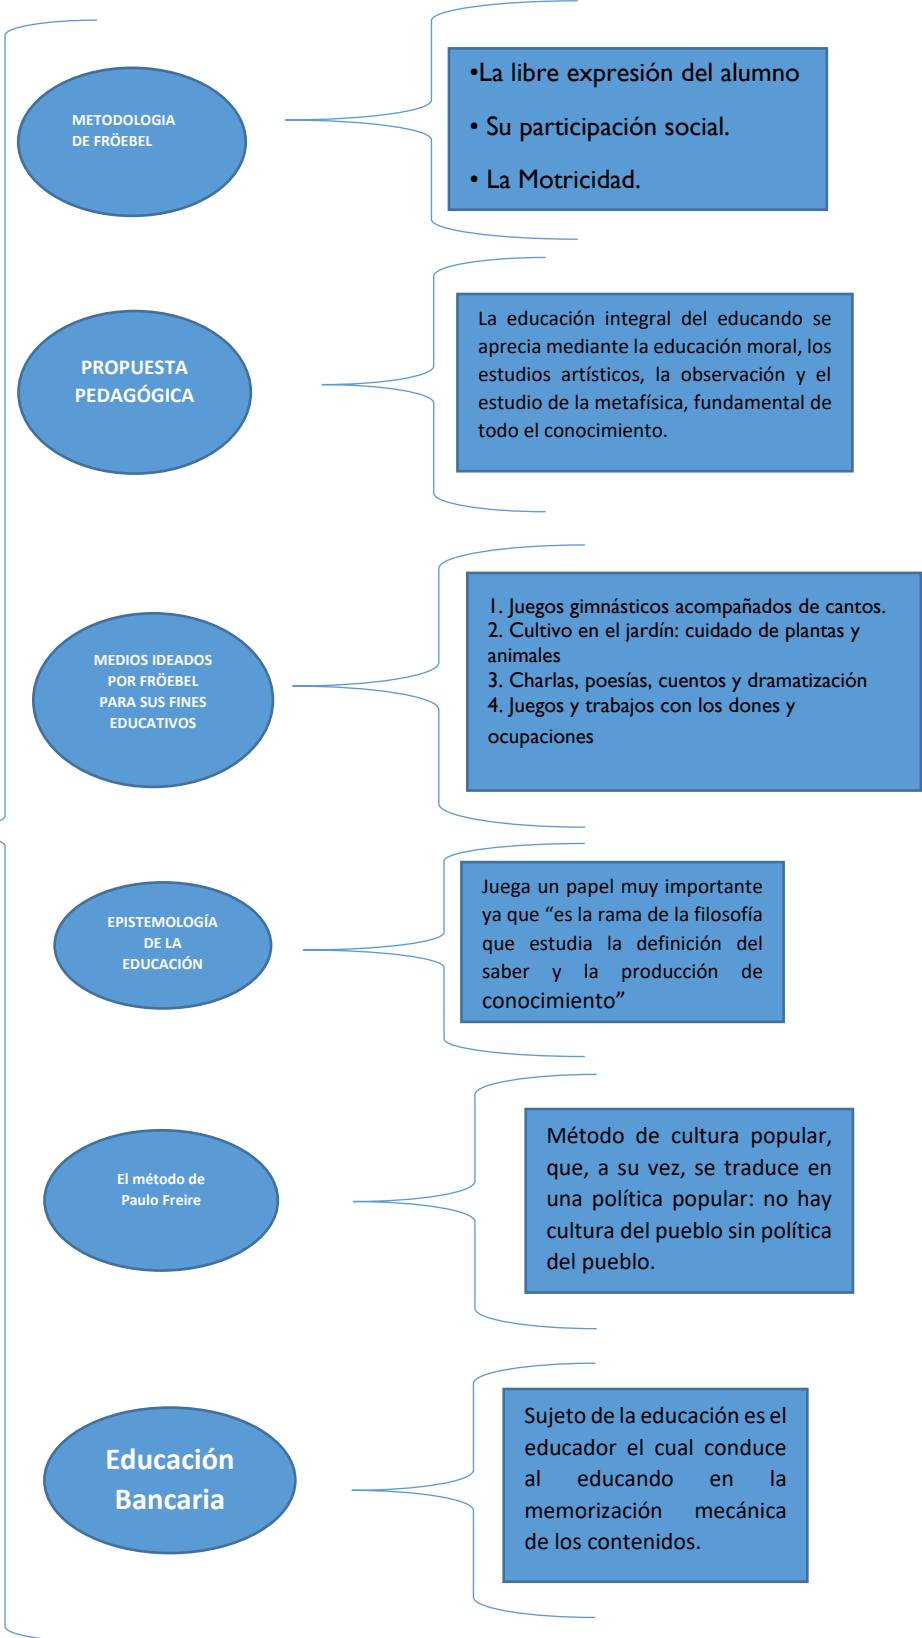 METODOLOGIA
DE FRÖEBEL
•La libre expresión del alumno
• Su participación social.
• La Motricidad.
PROPUESTA
PEDAGÓGICA
La educación integral del educando se
aprecia mediante la educación moral, los
estudios artísticos, la observación y el
estudio de la metafísica, fundamental de
todo el conocimiento.
MEDIOS IDEADOS
POR FRÖEBEL
PARA SUS FINES
EDUCATIVOS
1. Juegos gimnásticos acompañados de cantos.
2. Cultivo en el jardín: cuidado de plantas y
animales
3. Charlas, poesías, cuentos y dramatización
4. Juegos y trabajos con los dones y
ocupaciones
EPISTEMOLOGÍA
DE LA
EDUCACIÓN
Juega un papel muy importante
ya que “es la rama de la filosofía
que estudia la definición del
saber y la producción de
conocimiento”
El método de
Paulo Freire
Método de cultura popular,
que, a su vez, se traduce en
una política popular: no hay
cultura del pueblo sin política
del pueblo.
Educación
Bancaria
Sujeto de la educación es el
educador el cual conduce
al educando en la
memorización mecánica
de los contenidos.